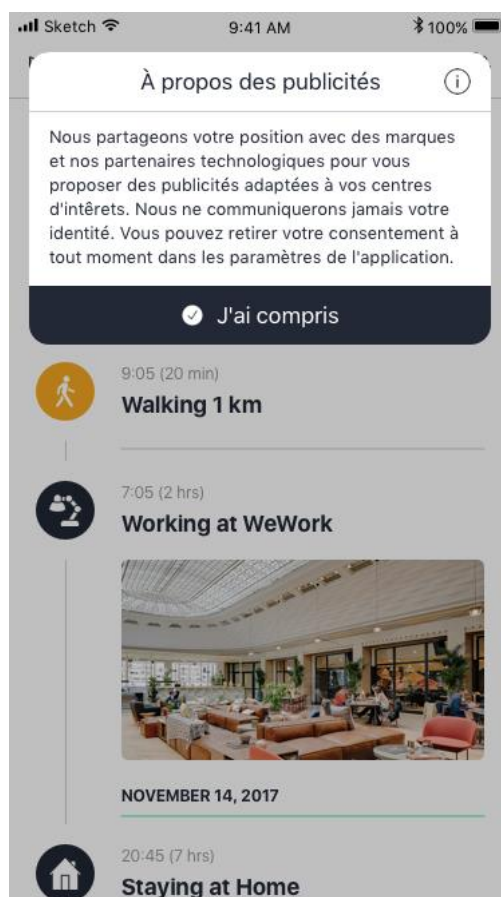 Sketch 9:41 AM 100%
À propos des publicités
Nous partageons votre position avec des marques
et nos partenaires technologiques pour vous
proposer des publicités adaptées à vos centres
d'intêrets. Nous ne communiquerons jamais votre
identité. Vous pouvez retirer votre consentement à
tout moment dans les paramètres de l'application.
J'ai compris
9:05 (20 min)
Walking 1 km
7:05 (2 hrs)
Working at WeWork
NOVEMBER 14, 2017
20:45 (7 hrs)
Staying at Home